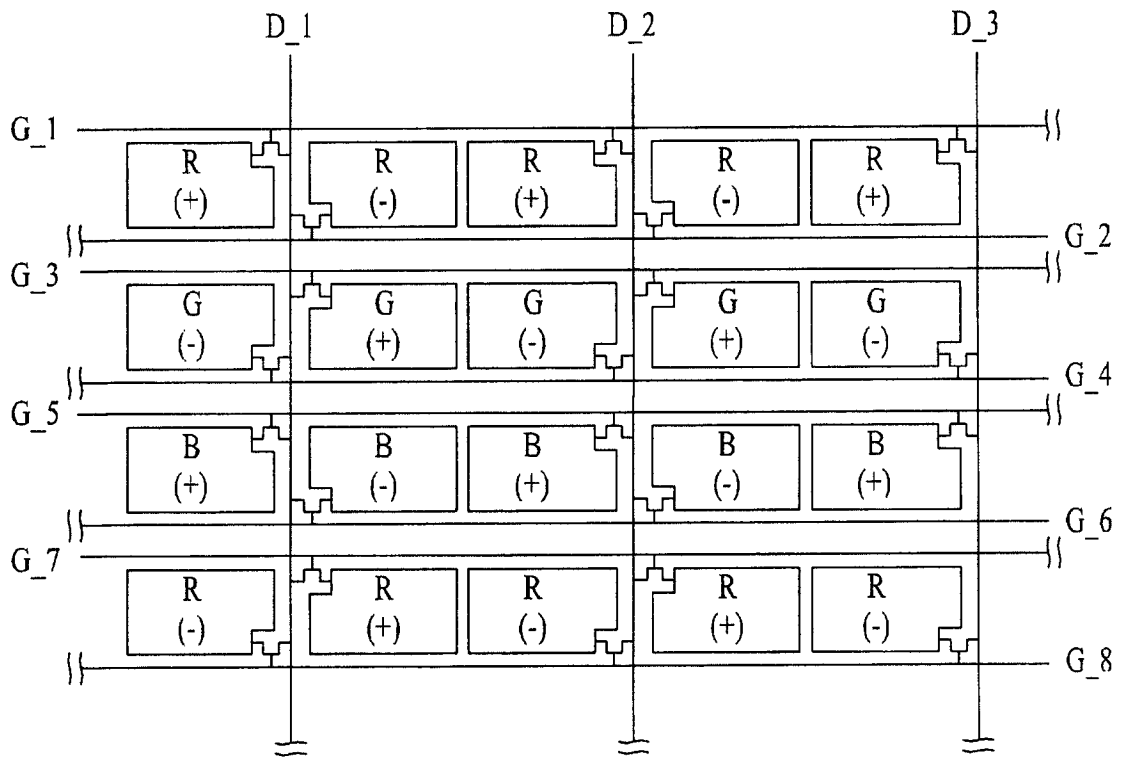 D_1 D_2 D_3
G_1
R R R R R
(+) (-) (+) (-) (+)
G_2
G_3
G G G G G
(-) (+) (-) (+) (-)
G_4
G_5
B B B B B
(+) (-) (+) (-) (+)
G_6
G_7
R R R R R
(-) (+) (-) (+) (-)
G_8